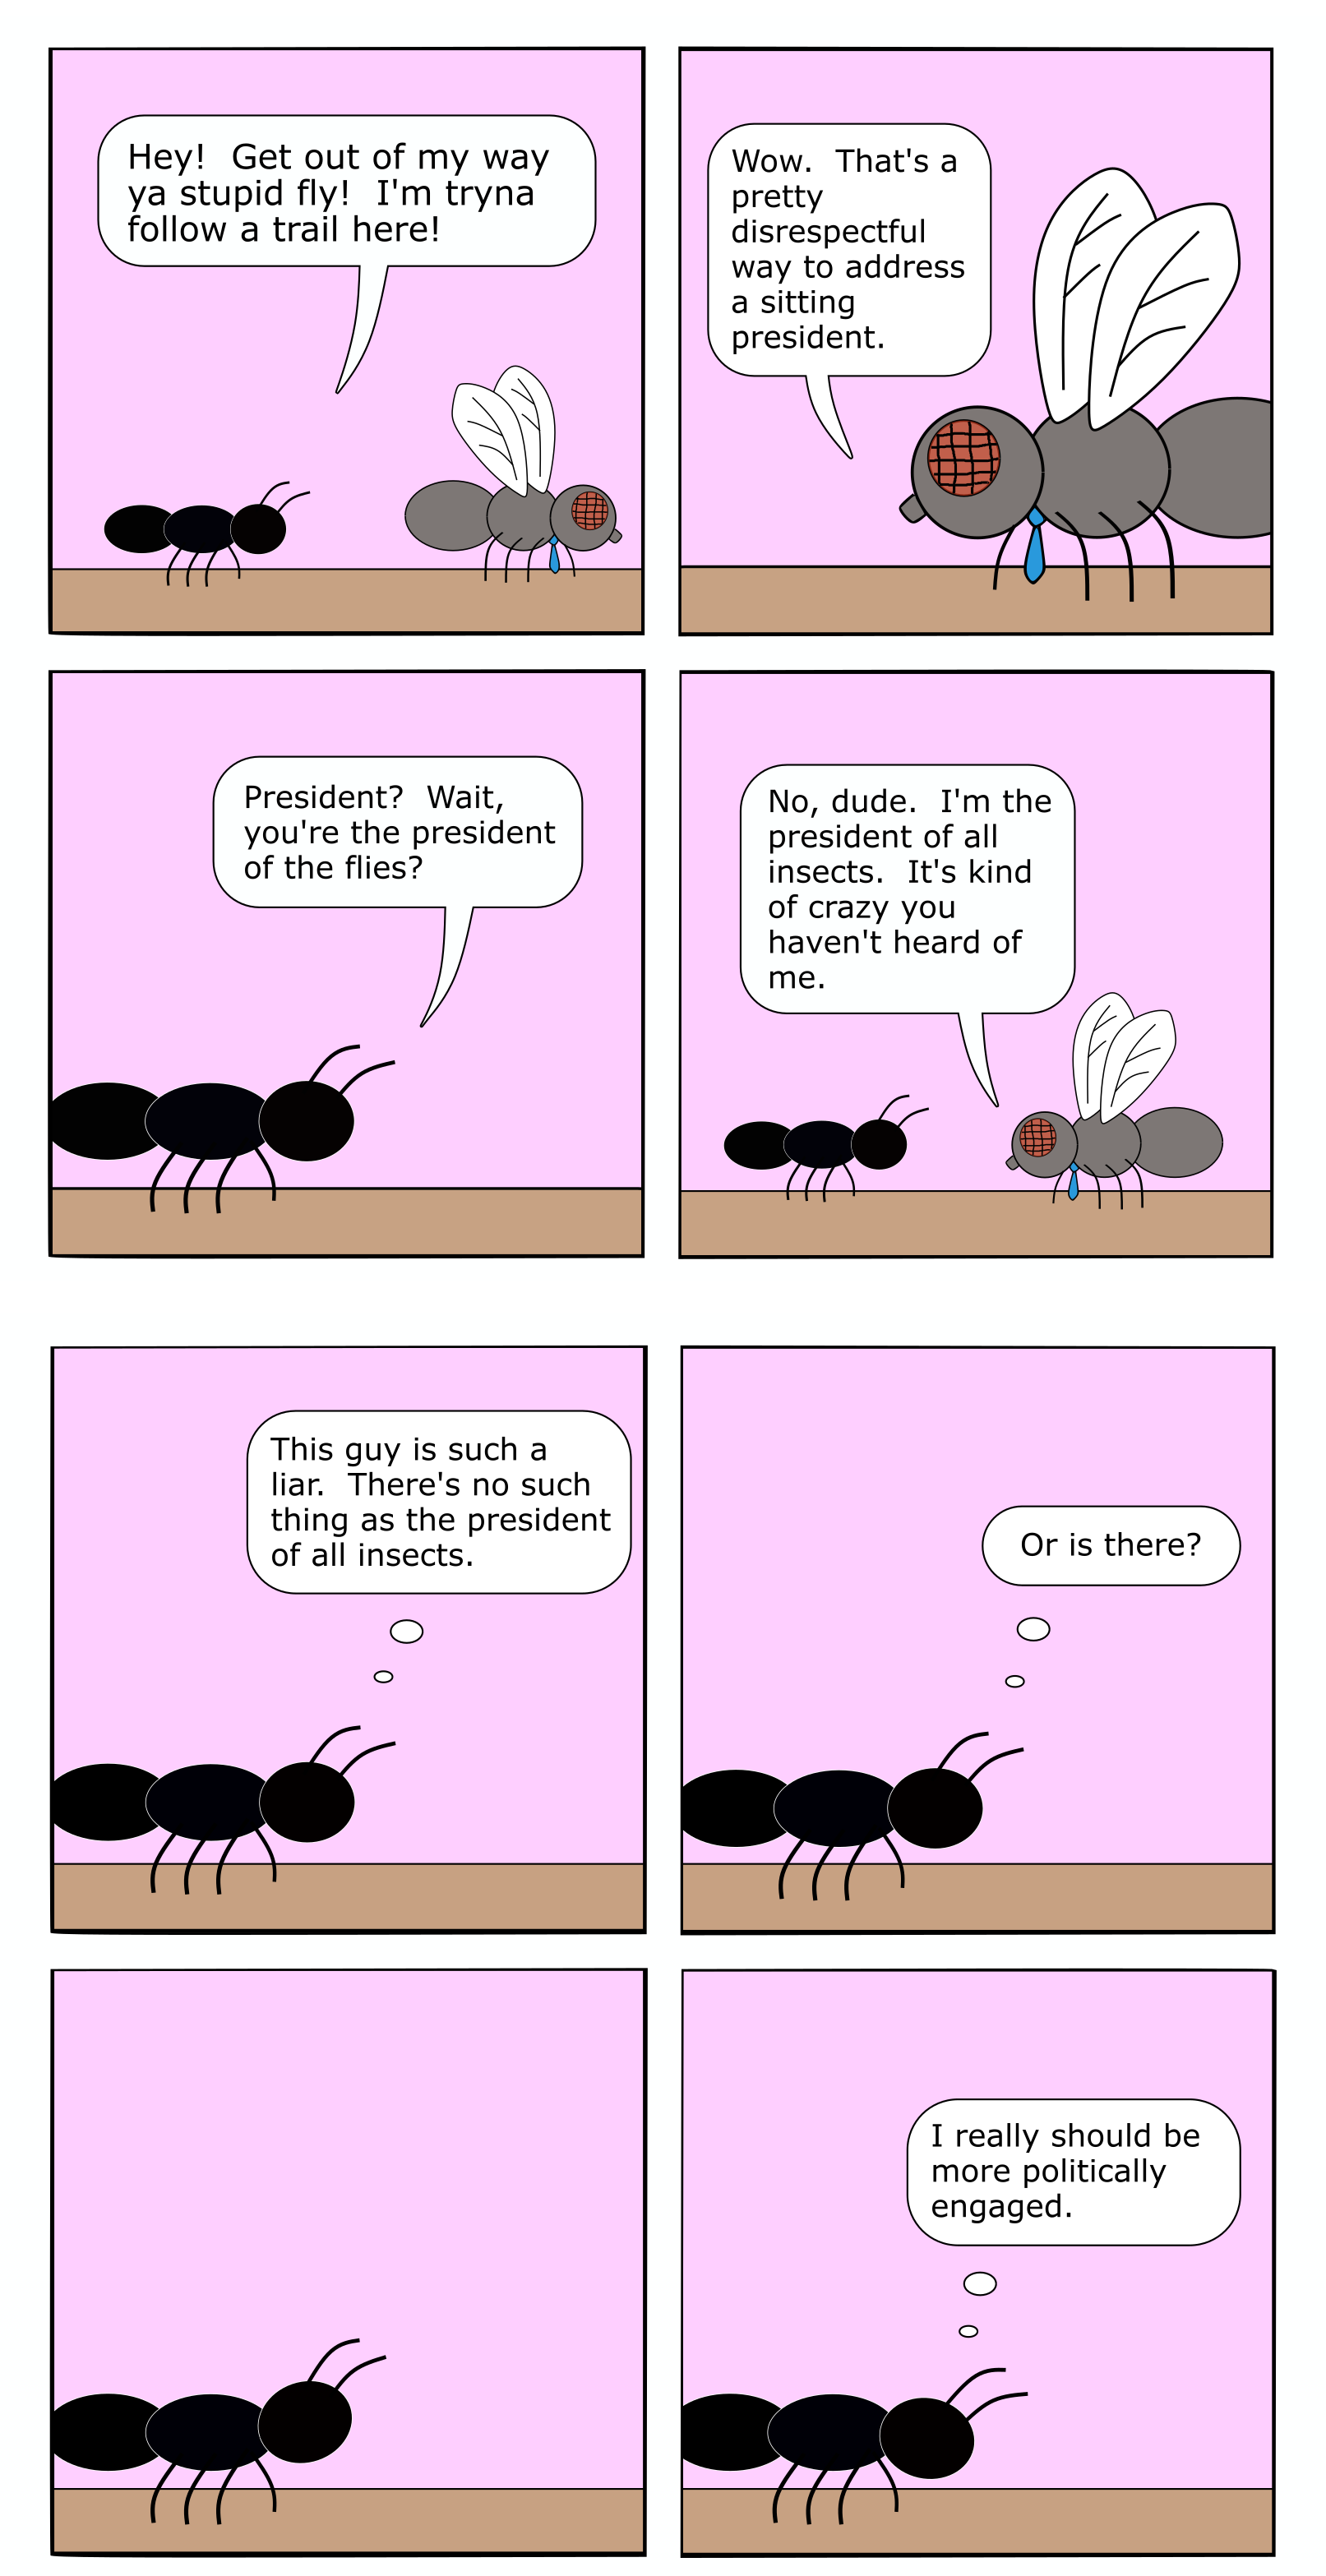 Hey!  Get out of my way
ya stupid fly!  I'm tryna
follow a trail here!
Wow.  That's a
pretty
disrespectful
way to address
a sitting
president.
President?  Wait,
you're the president
of the flies?
No, dude.  I'm the
president of all
insects.  It's kind
of crazy you
haven't heard of
me.
This guy is such a
liar.  There's no such
thing as the president
of all insects.
Or is there?
I really should be
more politically
engaged.